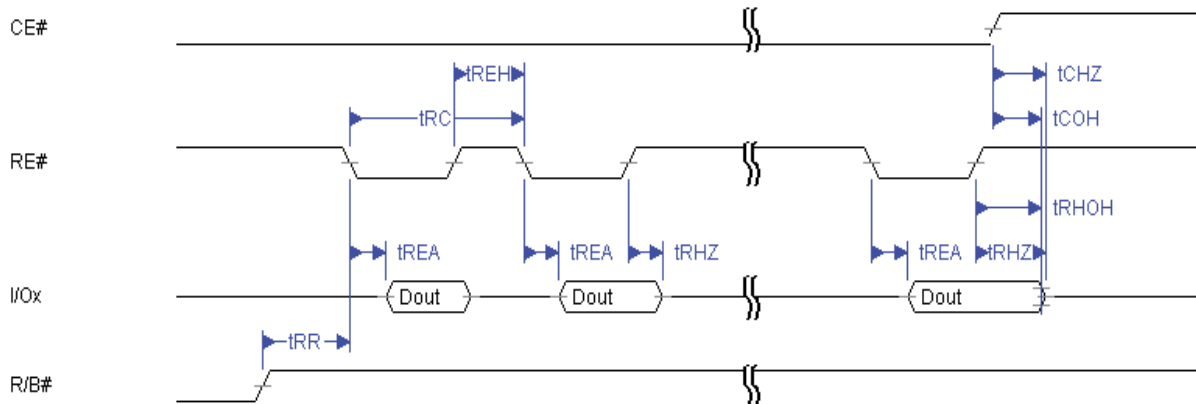 CE#
tREH
tCHZ
tRC
tCOH
RE#
tRHOH
tREA
tREA
tRHZ
tREA
tRHZ
I/Ox
Dout
Dout
Dout
tRR
R/B#